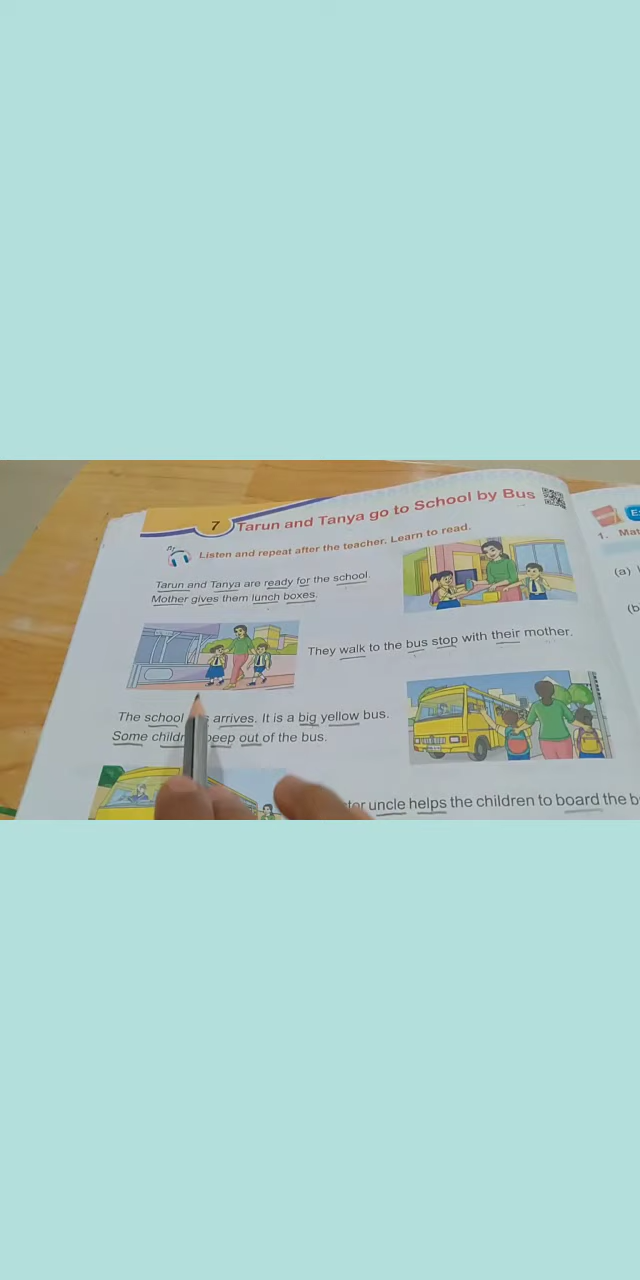 7 Tarun and Tanya go to School by Bus
Listen and repeat after the teacher. Learn to read.
Tarun and Tanya are ready for the school.
Mother gives them lunch boxes.
They walk to the bus stop with their mother.
The school arrives. It is a big yellow bus.
Some peep out of the bus.
uncle helps the children to board the
1.
(a)
(b